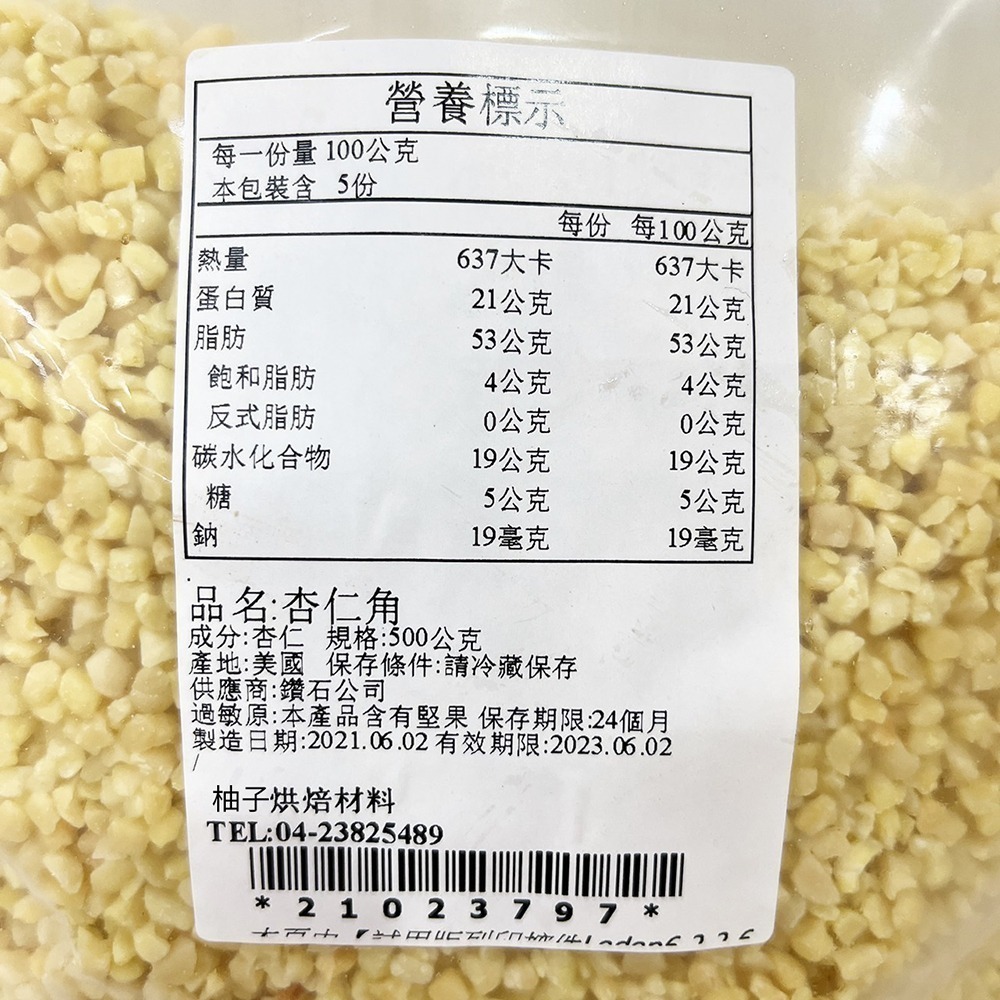 營養標示
每一份量 100公克
本包裝含 5份
每份 每100公克
熱量 637大卡 637大卡
蛋白質 21公克 21公克
脂肪 53公克 53公克
飽和脂肪 4公克 4公克
反式脂肪 0公克 0公克
碳水化合物 19公克 19公克
糖 5公克 5公克
鈉 19毫克 19毫克
品名:杏仁角
成分:杏仁 規格:500公克
產地:美國 保存條件:請冷藏保存
供應商:鑽石公司
過敏原:本產品含有堅果 保存期限:24個月
製造日期:2021.06.02 有效期限:2023.06.02
/
柚子烘焙材料
TEL:04-23825489
*21023797*